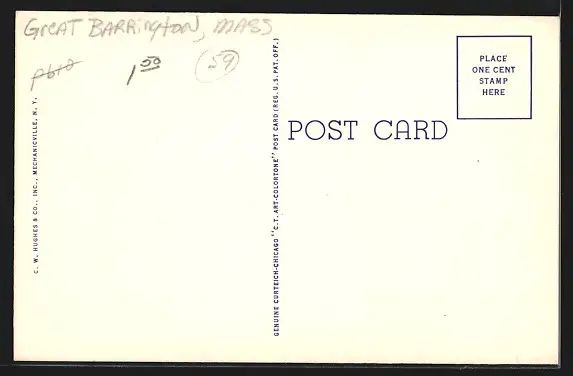 Great Barrington, Mass
1.50
59
C. W. HUGHES & CO., INC., MECHANICVILLE, N. Y.
GENUINE CURTEICH-CHICAGO "C.T. ART-COLORTONE" POST CARD (REG. U.S. PAT. OFF.)
POST CARD
PLACE
ONE CENT
STAMP
HERE